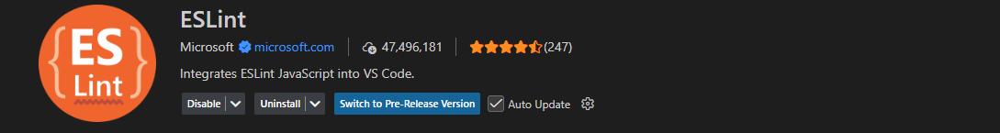 {ES
Lint}
ESLint
Microsoft microsoft.com 47,496,181 (247)
Integrates ESLint JavaScript into VS Code.
Disable Uninstall Switch to Pre-Release Version Auto Update